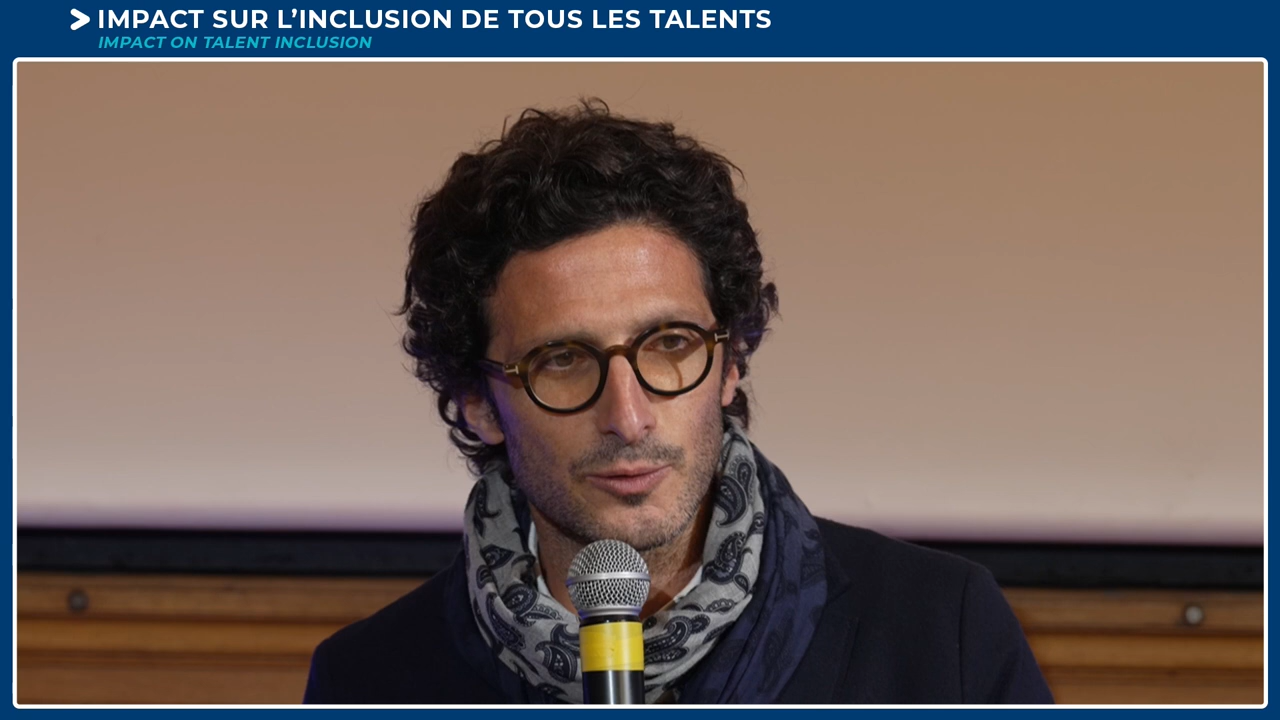 IMPACT SUR L’INCLUSION DE TOUS LES TALENTS
IMPACT ON TALENT INCLUSION